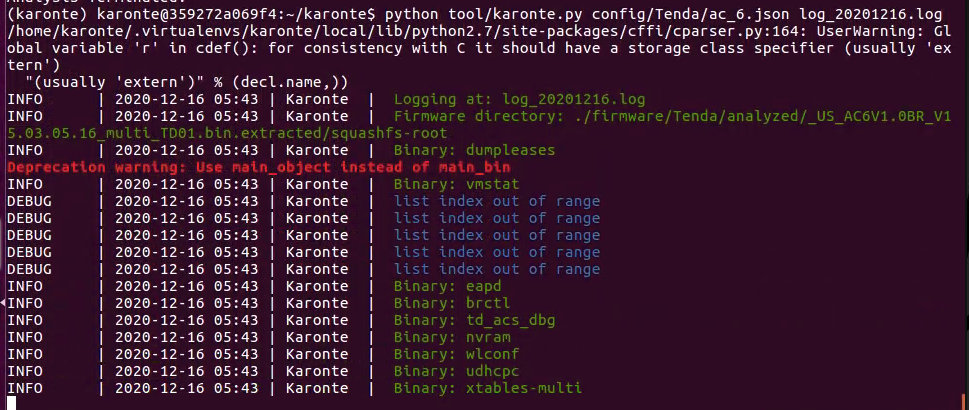 (karonte) karonte@359272a069f4:~/karonte$ python tool/karonte.py config/Tenda/ac_6.json log_20201216.log
/home/karonte/.virtualenvs/karonte/local/lib/python2.7/site-packages/cffi/cparser.py:164: UserWarning: Gl
obal variable 'r' in cdef(): for consistency with C it should have a storage class specifier (usually 'ex
tern')
  "(usually 'extern')" % (decl.name,))
INFO      | 2020-12-16 05:43 | Karonte  |  Logging at: log_20201216.log
INFO      | 2020-12-16 05:43 | Karonte  |  Firmware directory: ./firmware/Tenda/analyzed/_US_AC6V1.0BR_V1
5.03.05.16_multi_TD01.bin.extracted/squashfs-root
INFO      | 2020-12-16 05:43 | Karonte  |  Binary: dumpleases
Deprecation warning: Use main_object instead of main_bin
INFO      | 2020-12-16 05:43 | Karonte  |  Binary: vmstat
DEBUG     | 2020-12-16 05:43 | Karonte  |  list index out of range
DEBUG     | 2020-12-16 05:43 | Karonte  |  list index out of range
DEBUG     | 2020-12-16 05:43 | Karonte  |  list index out of range
DEBUG     | 2020-12-16 05:43 | Karonte  |  list index out of range
DEBUG     | 2020-12-16 05:43 | Karonte  |  list index out of range
INFO      | 2020-12-16 05:43 | Karonte  |  Binary: eapd
INFO      | 2020-12-16 05:43 | Karonte  |  Binary: brctl
INFO      | 2020-12-16 05:43 | Karonte  |  Binary: td_acs_dbg
INFO      | 2020-12-16 05:43 | Karonte  |  Binary: nvram
INFO      | 2020-12-16 05:43 | Karonte  |  Binary: wlconf
INFO      | 2020-12-16 05:43 | Karonte  |  Binary: udhcpc
INFO      | 2020-12-16 05:43 | Karonte  |  Binary: xtables-multi